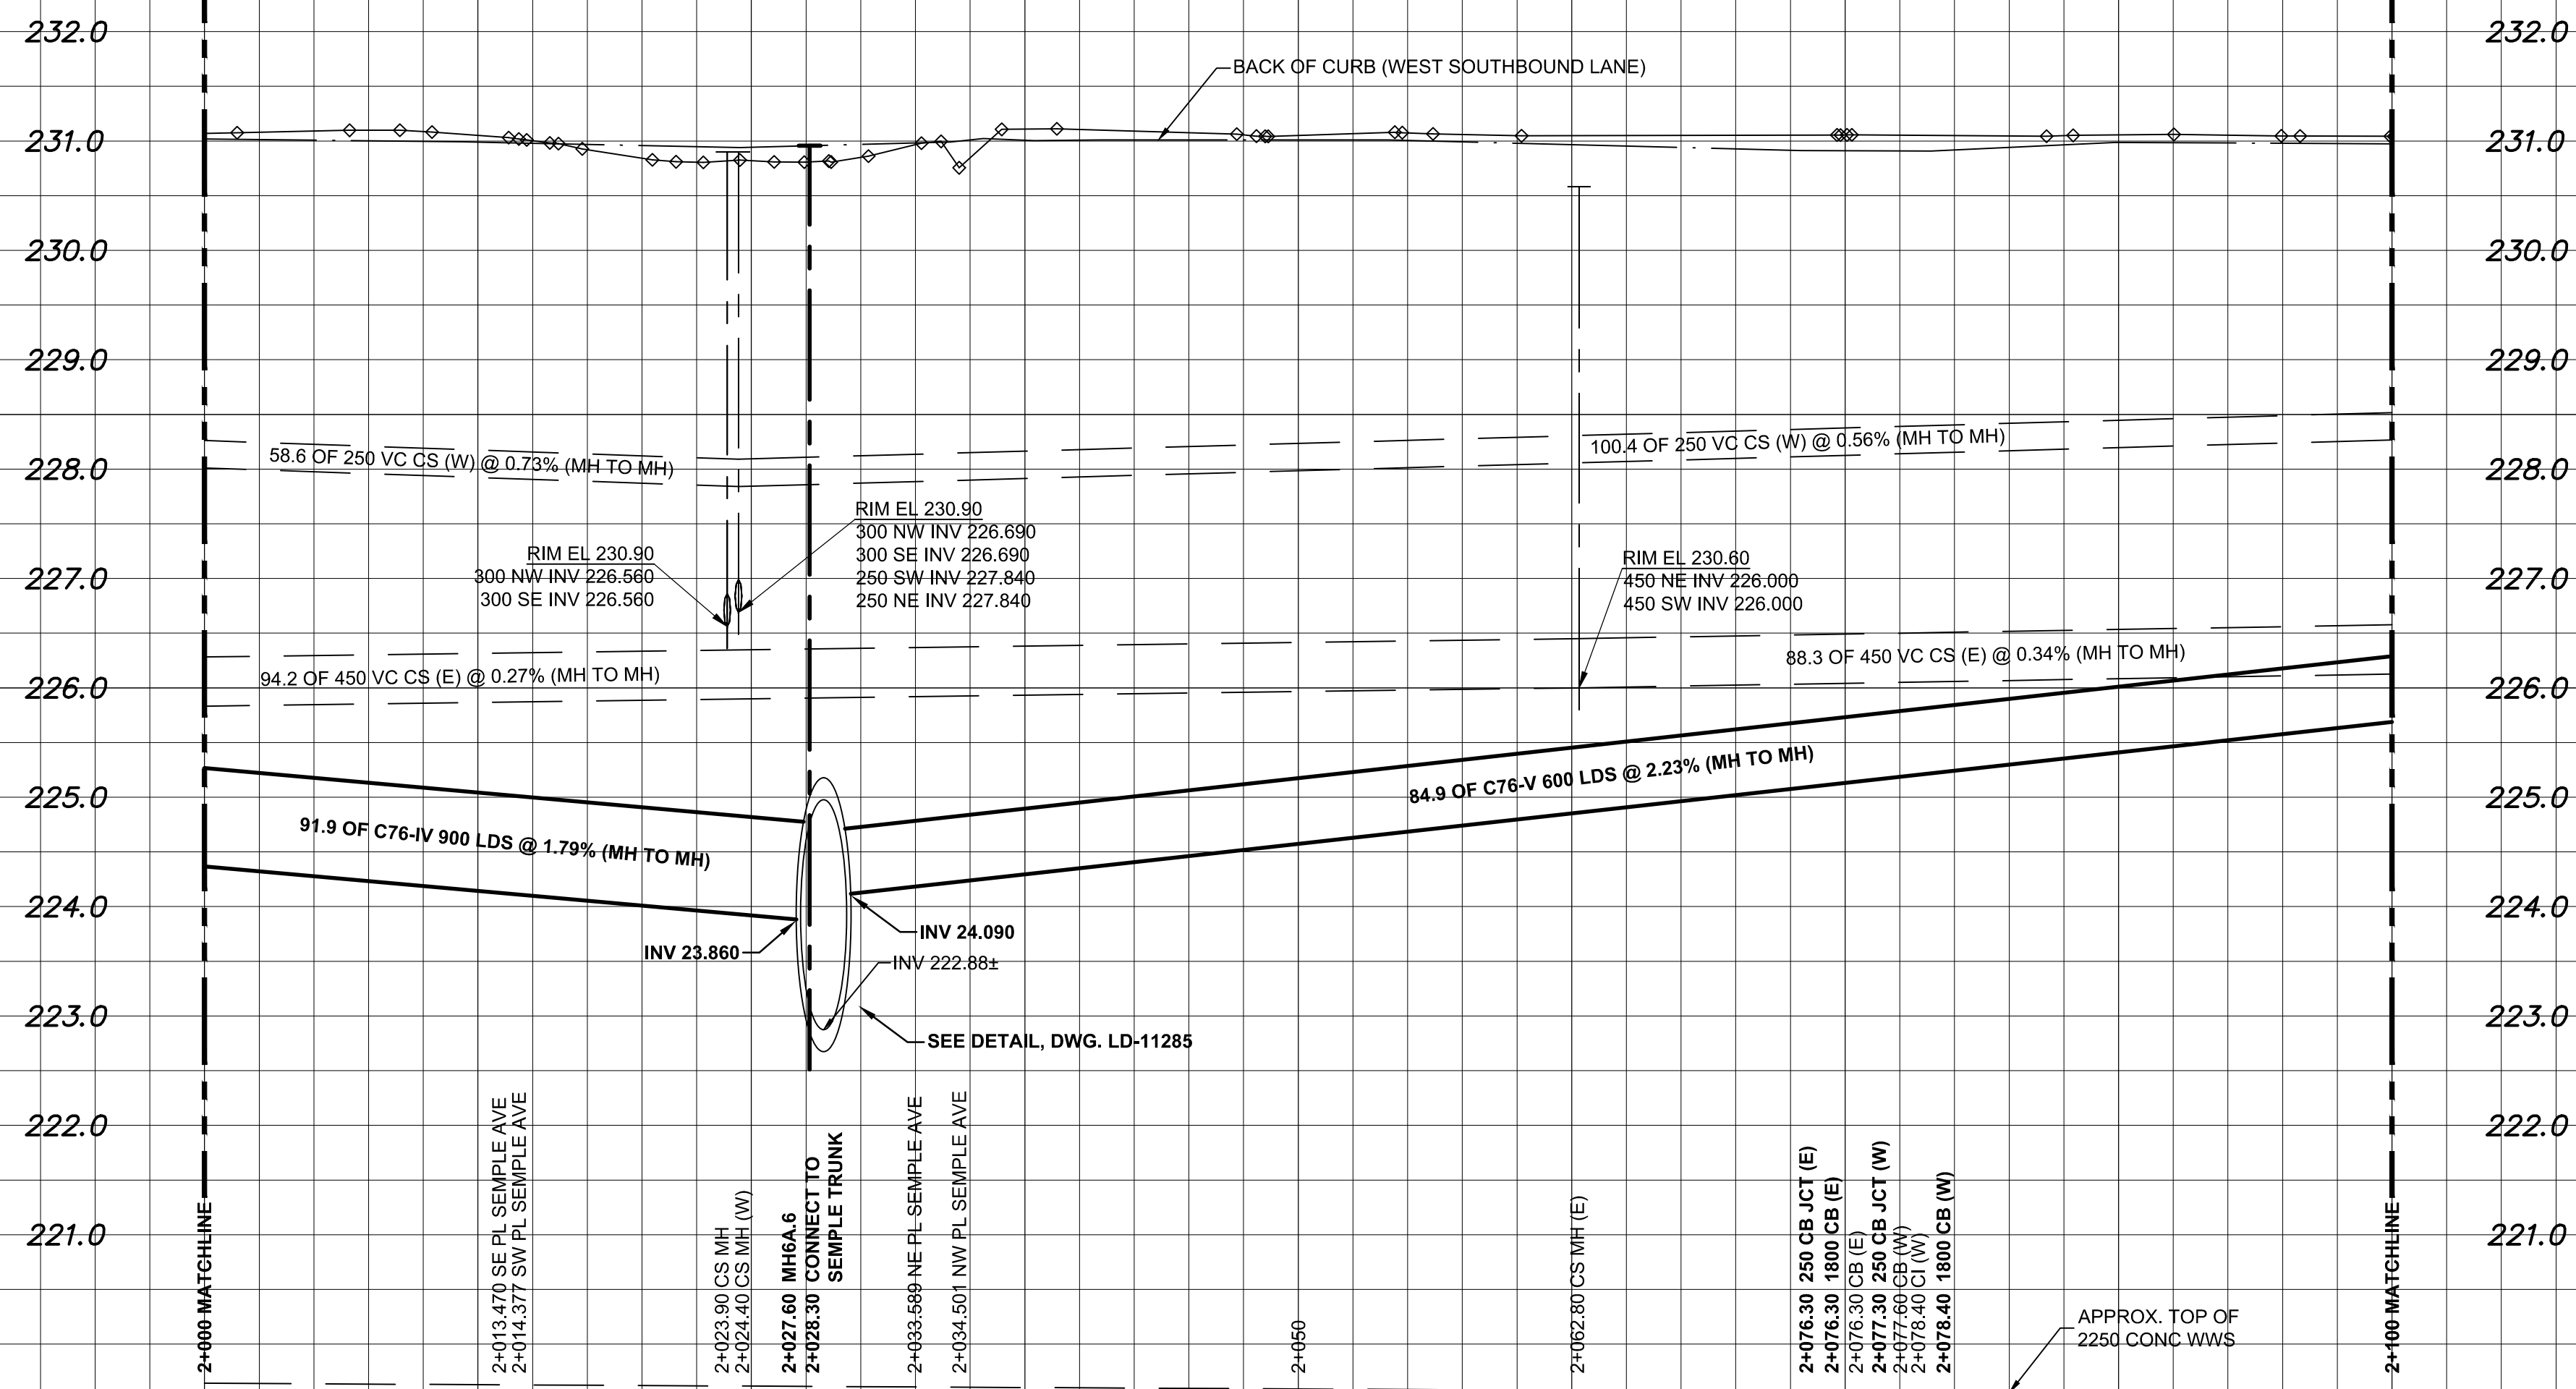 232.0
232.0
BACK OF CURB (WEST SOUTHBOUND LANE)
231.0
231.0
230.0
230.0
229.0
229.0
58.6 OF 250 VC CS (W) @ 0.73% (MH TO MH)
100.4 OF 250 VC CS (W) @ 0.56% (MH TO MH)
228.0
228.0
RIM EL 230.90
300 NW INV 226.560
300 SE INV 226.560
RIM EL 230.90
300 NW INV 226.690
300 SE INV 226.690
250 SW INV 227.840
250 NE INV 227.840
RIM EL 230.60
450 NE INV 226.000
450 SW INV 226.000
227.0
227.0
94.2 OF 450 VC CS (E) @ 0.27% (MH TO MH)
88.3 OF 450 VC CS (E) @ 0.34% (MH TO MH)
226.0
226.0
225.0
225.0
91.9 OF C76-IV 900 LDS @ 1.79% (MH TO MH)
84.9 OF C76-V 600 LDS @ 2.23% (MH TO MH)
224.0
224.0
INV 23.860
INV 24.090
INV 222.88±
223.0
223.0
SEE DETAIL, DWG. LD-11285
222.0
222.0
221.0
221.0
2+000 MATCHLINE
2+013.470 SE PL SEMPLE AVE
2+014.377 SW PL SEMPLE AVE
2+023.90 CS MH
2+024.40 CS MH (W)
2+027.60 MH6A.6
2+028.30 CONNECT TO
SEMPLE TRUNK
2+033.589 NE PL SEMPLE AVE
2+034.501 NW PL SEMPLE AVE
2+050
2+062.80 CS MH (E)
2+076.30 250 CB JCT (E)
2+076.30 1800 CB (E)
2+076.30 CB (E)
2+077.30 250 CB JCT (W)
2+077.60 CB (W)
2+078.40 CI (W)
2+078.40 1800 CB (W)
APPROX. TOP OF
2250 CONC WWS
2+100 MATCHLINE